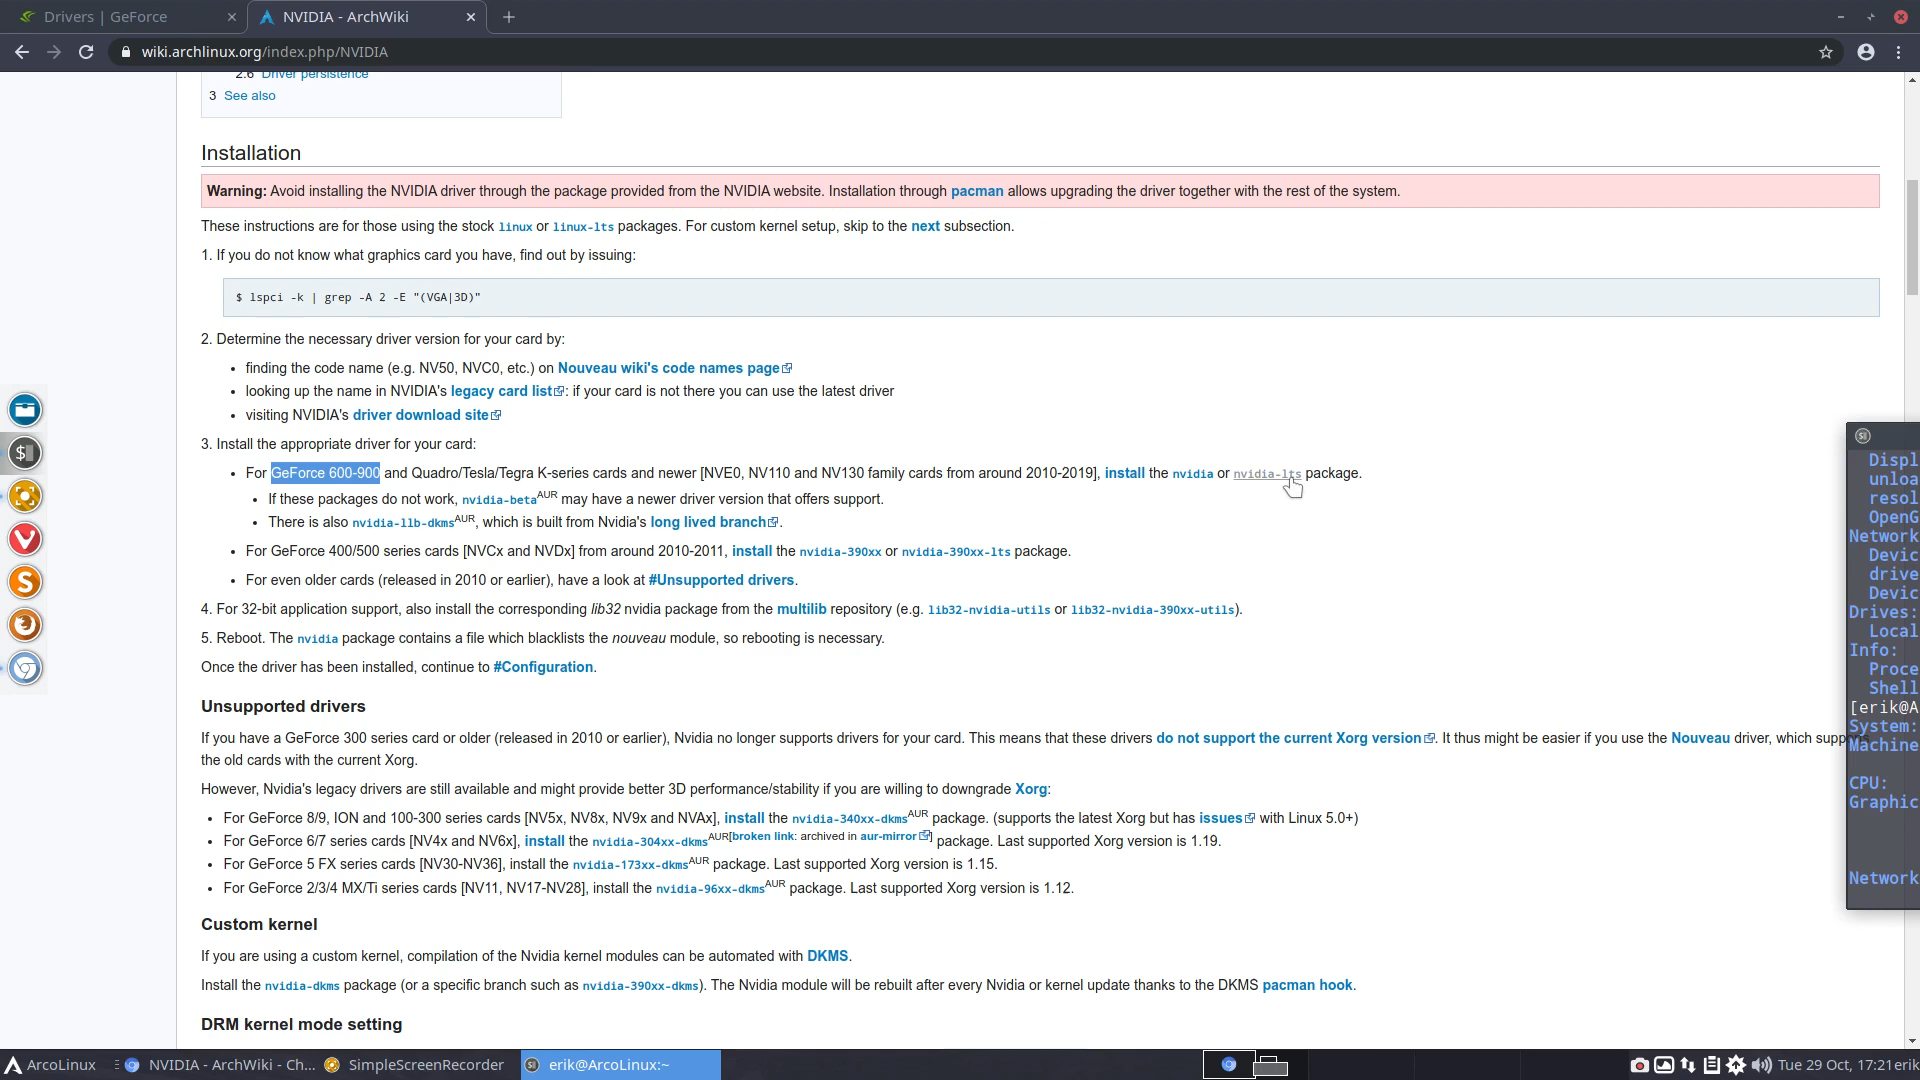 Drivers | GeForce
NVIDIA - ArchWiki
wiki.archlinux.org/index.php/NVIDIA
2.6 Driver persistence
3 See also
Installation
Warning: Avoid installing the NVIDIA driver through the package provided from the NVIDIA website. Installation through pacman allows upgrading the driver together with the rest of the system.
These instructions are for those using the stock linux or linux-lts packages. For custom kernel setup, skip to the next subsection.
1. If you do not know what graphics card you have, find out by issuing:
$ lspci -k | grep -A 2 -E "(VGA|3D)"
2. Determine the necessary driver version for your card by:
• finding the code name (e.g. NV50, NVC0, etc.) on Nouveau wiki's code names page
• looking up the name in NVIDIA's legacy card list: if your card is not there you can use the latest driver
• visiting NVIDIA's driver download site
3. Install the appropriate driver for your card:
• For GeForce 600-900 and Quadro/Tesla/Tegra K-series cards and newer [NVE0, NV110 and NV130 family cards from around 2010-2019], install the nvidia or nvidia-lts package.
• If these packages do not work, nvidia-beta AUR may have a newer driver version that offers support.
• There is also nvidia-llb-dkms AUR, which is built from Nvidia's long lived branch.
• For GeForce 400/500 series cards [NVCx and NVDx] from around 2010-2011, install the nvidia-390xx or nvidia-390xx-lts package.
• For even older cards (released in 2010 or earlier), have a look at #Unsupported drivers.
4. For 32-bit application support, also install the corresponding lib32 nvidia package from the multilib repository (e.g. lib32-nvidia-utils or lib32-nvidia-390xx-utils).
5. Reboot. The nvidia package contains a file which blacklists the nouveau module, so rebooting is necessary.
Once the driver has been installed, continue to #Configuration.
Unsupported drivers
If you have a GeForce 300 series card or older (released in 2010 or earlier), Nvidia no longer supports drivers for your card. This means that these drivers do not support the current Xorg version. It thus might be easier if you use the Nouveau driver, which supp
the old cards with the current Xorg.
However, Nvidia's legacy drivers are still available and might provide better 3D performance/stability if you are willing to downgrade Xorg:
• For GeForce 8/9, ION and 100-300 series cards [NV5x, NV8x, NV9x and NVAx], install the nvidia-340xx-dkms AUR package. (supports the latest Xorg but has issues with Linux 5.0+)
• For GeForce 6/7 series cards [NV4x and NV6x], install the nvidia-304xx-dkms AUR[broken link: archived in aur-mirror] package. Last supported Xorg version is 1.19.
• For GeForce 5 FX series cards [NV30-NV36], install the nvidia-173xx-dkms AUR package. Last supported Xorg version is 1.15.
• For GeForce 2/3/4 MX/Ti series cards [NV11, NV17-NV28], install the nvidia-96xx-dkms AUR package. Last supported Xorg version is 1.12.
Custom kernel
If you are using a custom kernel, compilation of the Nvidia kernel modules can be automated with DKMS.
Install the nvidia-dkms package (or a specific branch such as nvidia-390xx-dkms). The Nvidia module will be rebuilt after every Nvidia or kernel update thanks to the DKMS pacman hook.
DRM kernel mode setting
Displ
unloa
resol
OpenG
Network
Devic
drive
Devic
Drives:
Local
Info:
Proce
Shell
[erik@A
System:
Machine
CPU:
Graphic
Network
ArcoLinux
NVIDIA - ArchWiki - Ch...
SimpleScreenRecorder
erik@ArcoLinux:~
Tue 29 Oct, 17:21erik